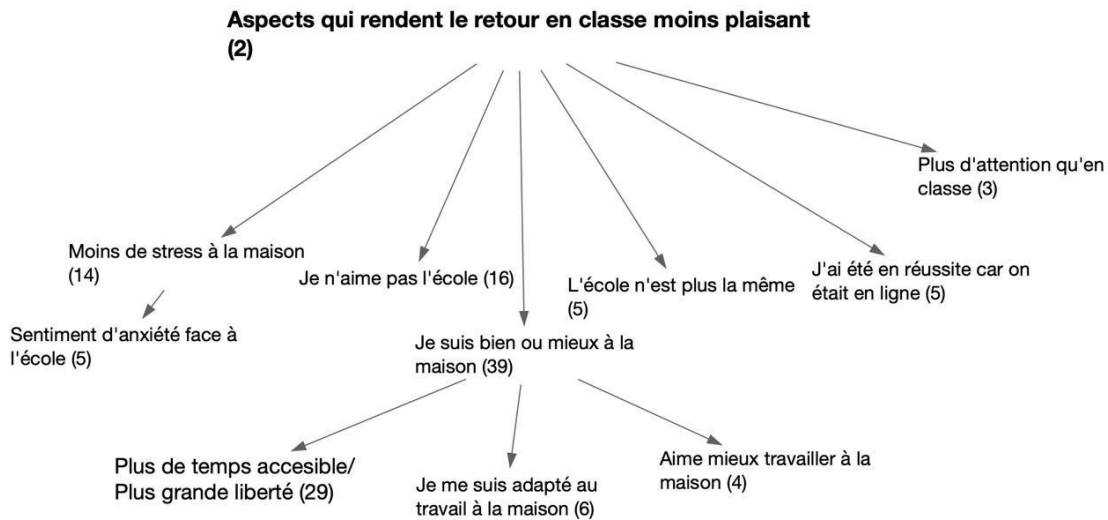 Aspects qui rendent le retour en classe moins plaisant
(2)
Plus d'attention qu'en
classe (3)
Moins de stress à la maison
(14)
Je n'aime pas l'école (16)
L'école n'est plus la même
(5)
J'ai été en réussite car on
était en ligne (5)
Sentiment d'anxiété face à
l'école (5)
Je suis bien ou mieux à la
maison (39)
Plus de temps accesible/
Plus grande liberté (29)
Je me suis adapté au
travail à la maison (6)
Aime mieux travailler à la
maison (4)